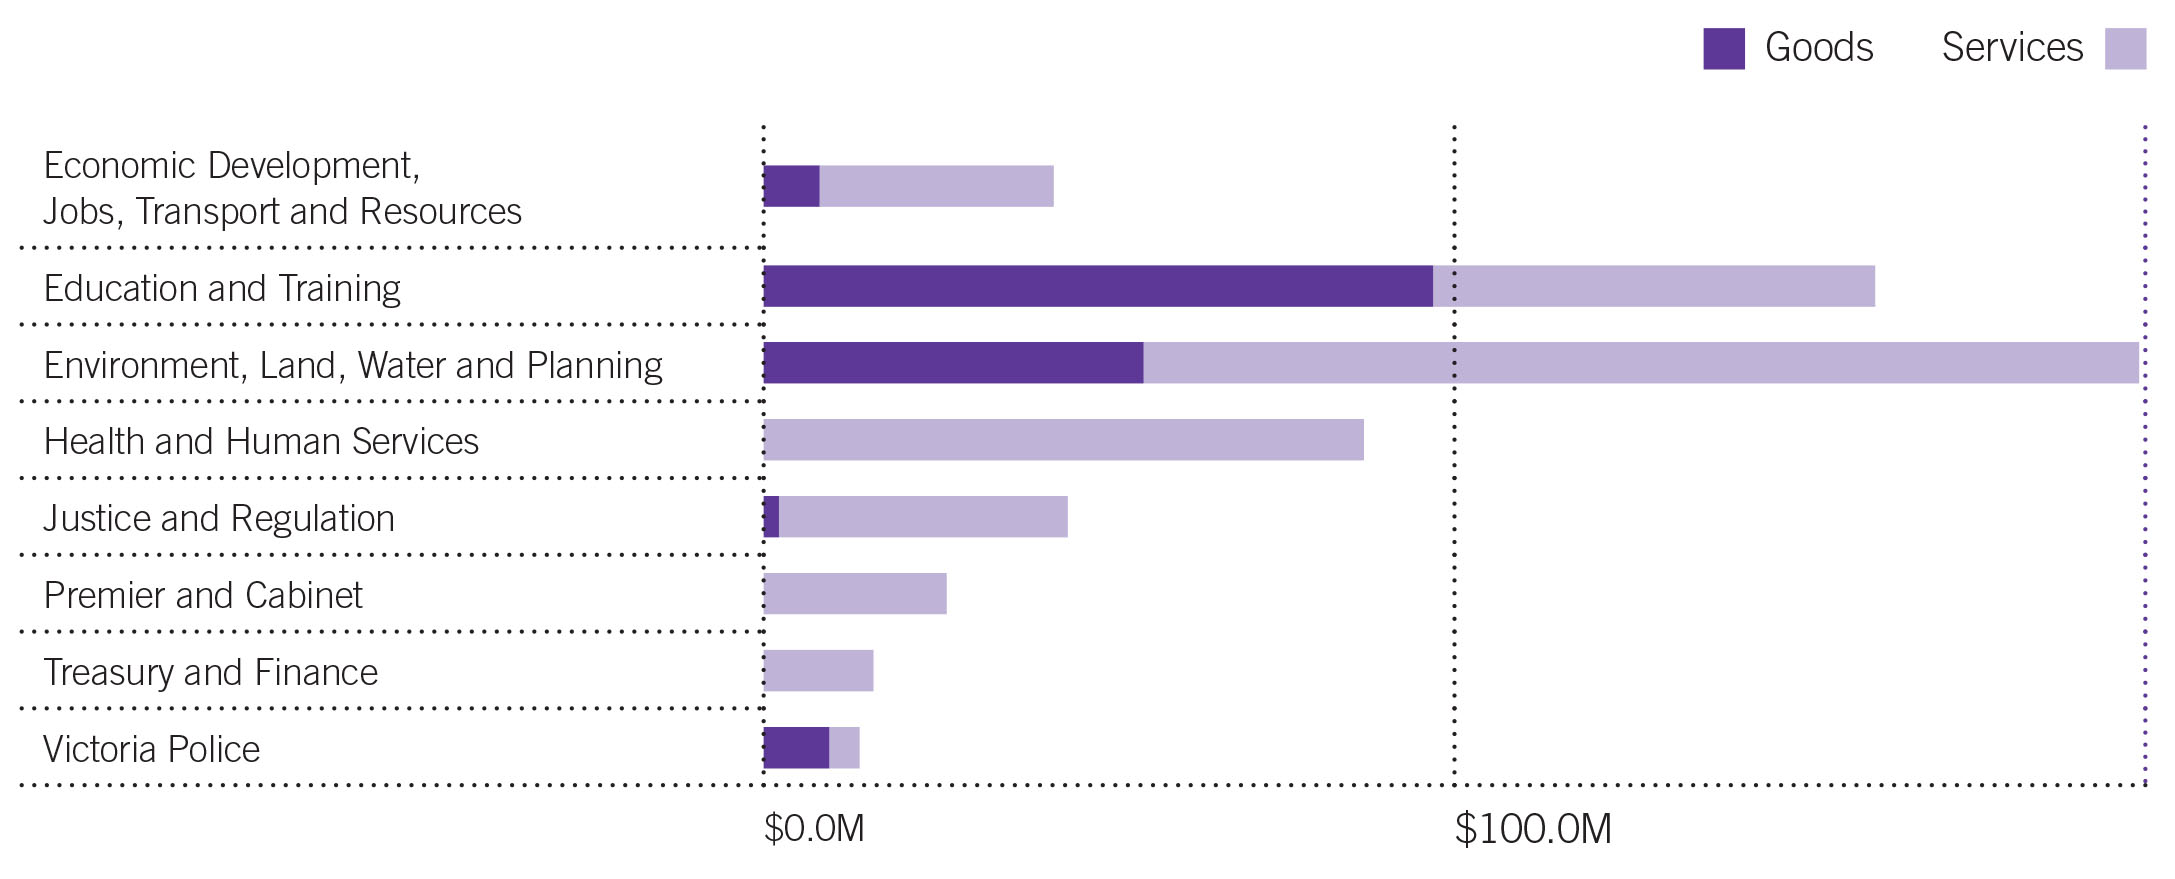 Goods Services
Economic Development,
Jobs, Transport and Resources
Education and Training
Environment, Land, Water and Planning
Health and Human Services
Justice and Regulation
Premier and Cabinet
Treasury and Finance
Victoria Police
$0.0M $100.0M